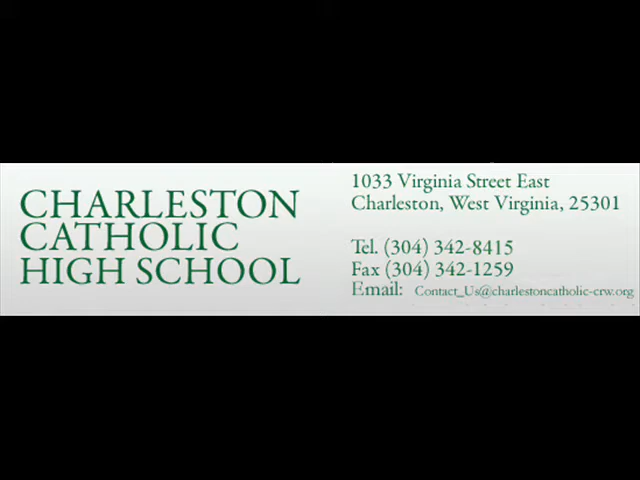 CHARLESTON
CATHOLIC
HIGH SCHOOL
1033 Virginia Street East
Charleston, West Virginia, 25301
Tel. (304) 342-8415
Fax (304) 342-1259
Email: Contact_Us@charlestoncatholic-crw.org